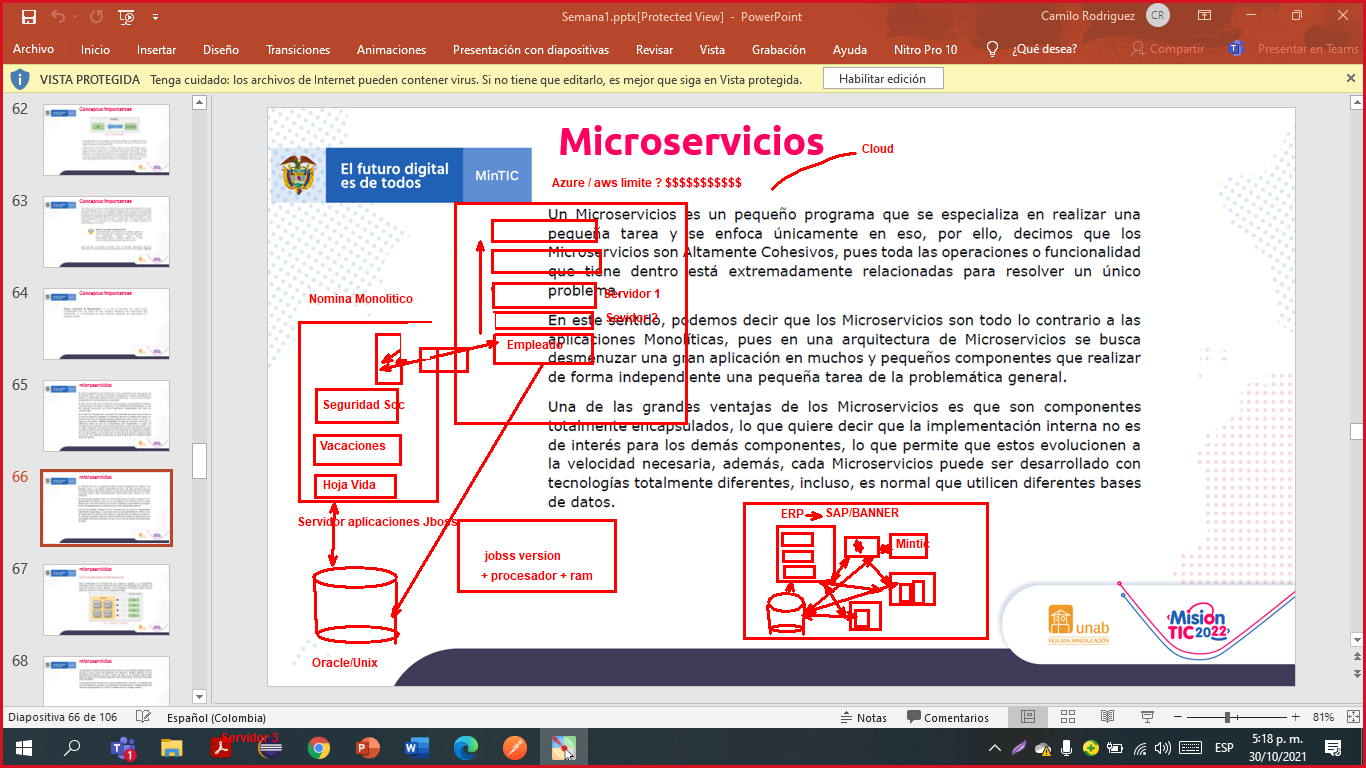 Semana1.pptx[Protected View] - PowerPoint
Camilo Rodriguez
CR
Archivo Inicio Insertar Diseño Transiciones Animaciones Presentación con diapositivas Revisar Vista Grabación Ayuda Nitro Pro 10 ¿Qué desea? Compartir Presentar en Teams
VISTA PROTEGIDA Tenga cuidado: los archivos de Internet pueden contener virus. Si no tiene que editarlo, es mejor que siga en Vista protegida. Habilitar edición
62
Conceptos Importantes
63
Conceptos Importantes
64
Conceptos Importantes
65
Microservicios
66
Microservicios
67
Microservicios
68
Microservicios
Microservicios
Cloud
El futuro digital
es de todos
MinTIC
Azure / aws limite ? $$$$$$$$$$$
Un Microservicios es un pequeño programa que se especializa en realizar una
pequeña tarea y se enfoca únicamente en eso, por ello, decimos que los
Microservicios son Altamente Cohesivos, pues toda las operaciones o funcionalidad
que tiene dentro está extremadamente relacionadas para resolver un único
problema.
Servidor 1
Nomina Monolitico
Sevidor 2
En este sentido, podemos decir que los Microservicios son todo lo contrario a las
aplicaciones Monolíticas, pues en una arquitectura de Microservicios se busca
desmenuzar una gran aplicación en muchos y pequeños componentes que realizar
de forma independiente una pequeña tarea de la problemática general.
Empleado
Una de las grandes ventajas de los Microservicios es que son componentes
totalmente encapsulados, lo que quiere decir que la implementación interna no es
de interés para los demás componentes, lo que permite que estos evolucionen a
la velocidad necesaria, además, cada Microservicios puede ser desarrollado con
tecnologías totalmente diferentes, incluso, es normal que utilicen diferentes bases
de datos.
Seguridad Soc
Vacaciones
Hoja Vida
Servidor aplicaciones Jboss
jobss version
+ procesador + ram
Oracle/Unix
ERP SAP/BANNER
Mintic
unab
VIGILADA MINEDUCACIÓN
Misión
TIC 2022
Diapositiva 66 de 106 Español (Colombia) Notas Comentarios 81%
Servidor 3
1
ESP
5:18 p. m.
30/10/2021